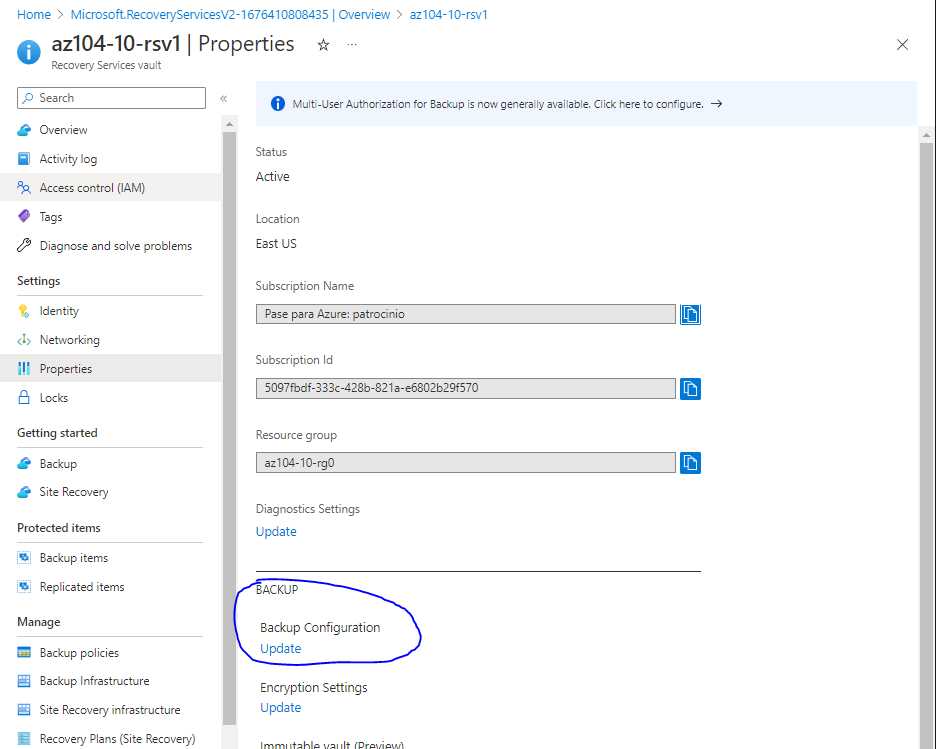 Home > Microsoft.RecoveryServicesV2-1676410808435 | Overview > az104-10-rsv1
az104-10-rsv1 | Properties
Recovery Services vault
Search
Overview
Activity log
Access control (IAM)
Tags
Diagnose and solve problems
Settings
Identity
Networking
Properties
Locks
Getting started
Backup
Site Recovery
Protected items
Backup items
Replicated items
Manage
Backup policies
Backup Infrastructure
Site Recovery infrastructure
Recovery Plans (Site Recovery)
Multi-User Authorization for Backup is now generally available. Click here to configure. →
Status
Active
Location
East US
Subscription Name
Pase para Azure: patrocinio
Subscription Id
5097fbdf-333c-428b-821a-e6802b29f570
Resource group
az104-10-rg0
Diagnostics Settings
Update
BACKUP
Backup Configuration
Update
Encryption Settings
Update
Immutable vault (Preview)